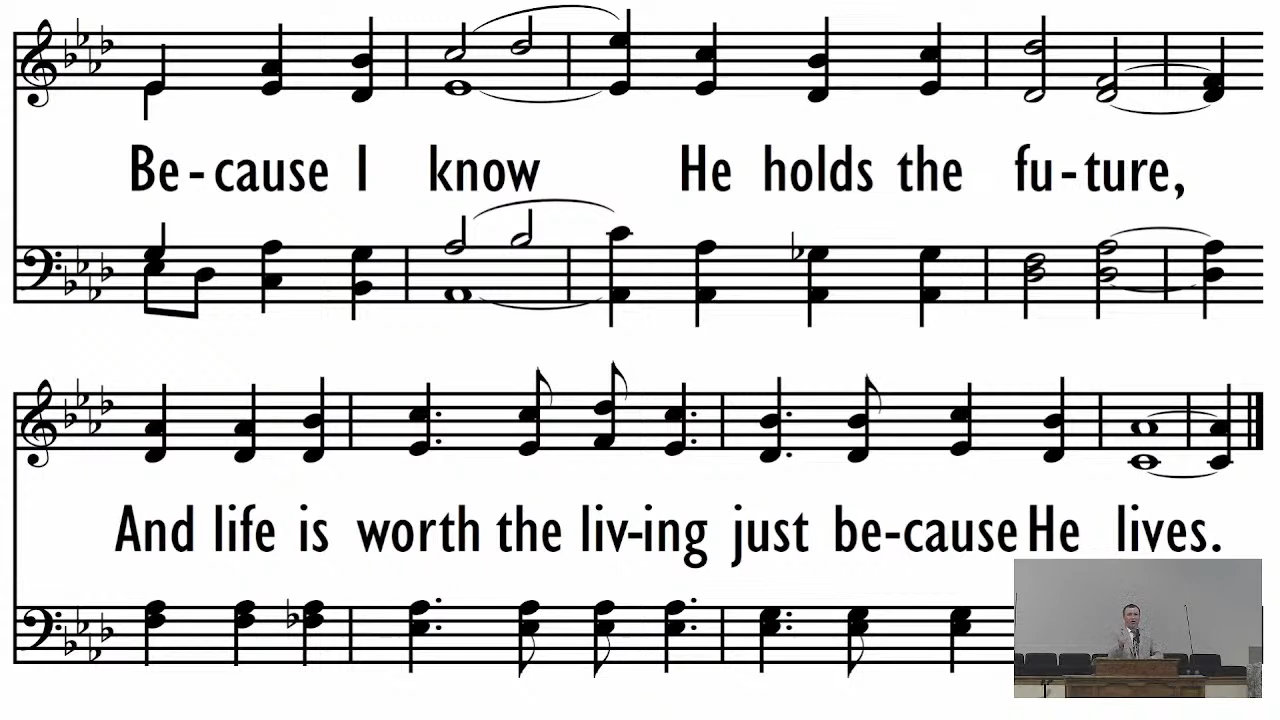 Be-cause I know He holds the fu-ture,
And life is worth the liv-ing just be-cause He lives.